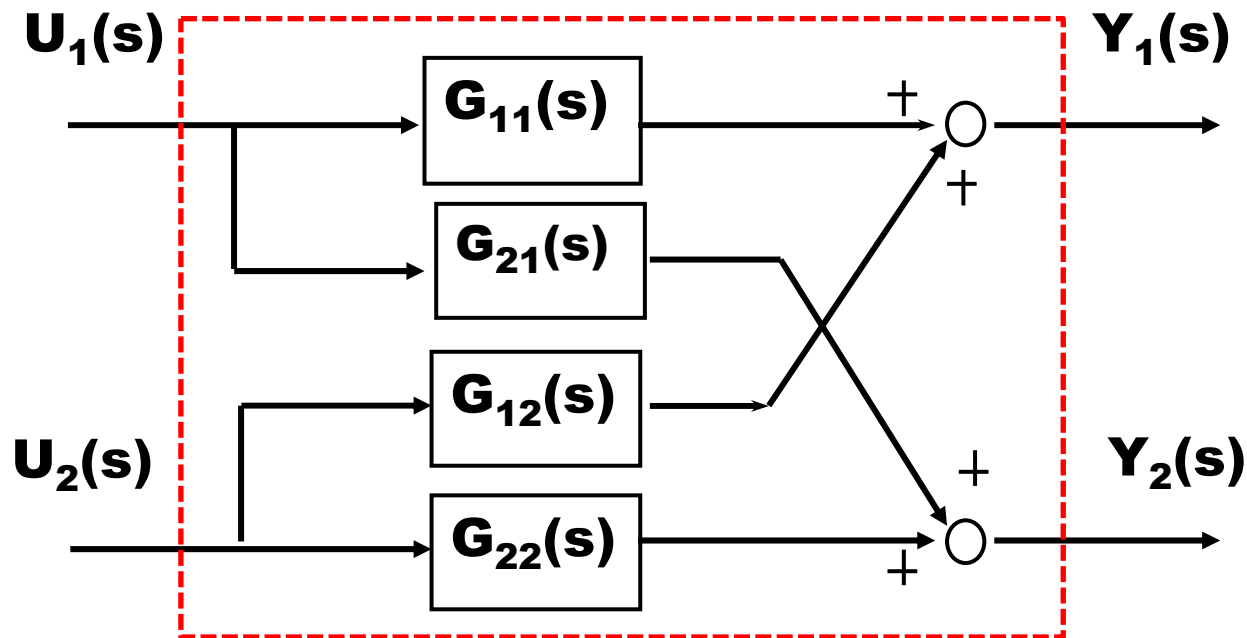 U₁(s)
Y₁(s)
G₁₁(s)
+
+
G₂₁(s)
G₁₂(s)
U₂(s)
Y₂(s)
+
G₂₂(s)
+